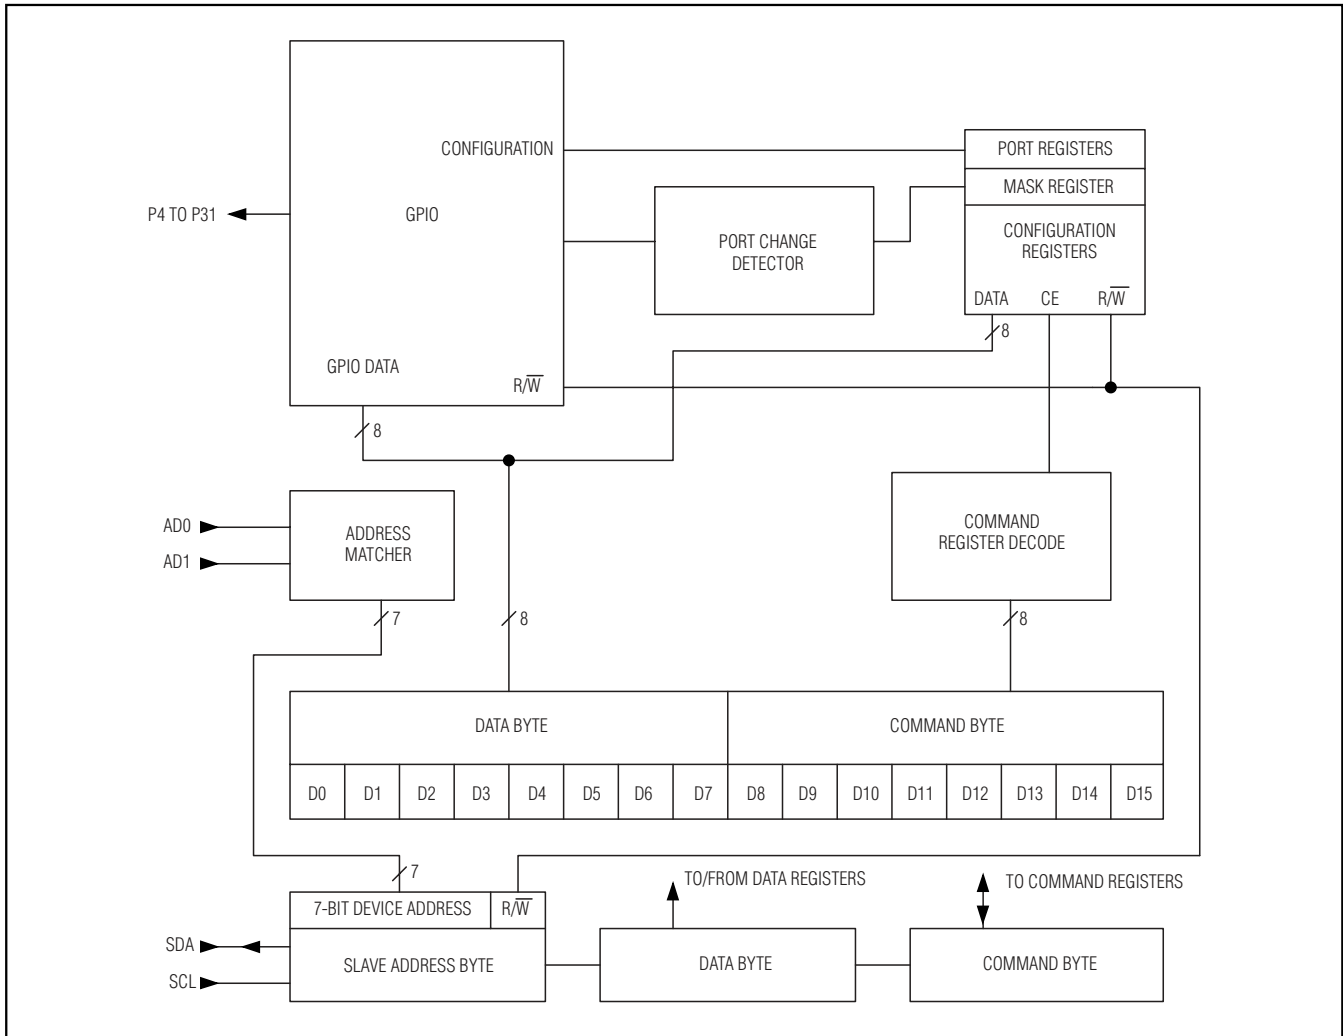 CONFIGURATION
GPIO
P4 TO P31
GPIO DATA
R/W̅
8
PORT CHANGE
DETECTOR
PORT REGISTERS
MASK REGISTER
CONFIGURATION
REGISTERS
DATA CE R/W̅
8
AD0
AD1
ADDRESS
MATCHER
7
8
COMMAND
REGISTER DECODE
8
DATA BYTE COMMAND BYTE
D0 D1 D2 D3 D4 D5 D6 D7 D8 D9 D10 D11 D12 D13 D14 D15
7
7-BIT DEVICE ADDRESS R/W̅
SDA
SCL
SLAVE ADDRESS BYTE
TO/FROM DATA REGISTERS
DATA BYTE
TO COMMAND REGISTERS
COMMAND BYTE